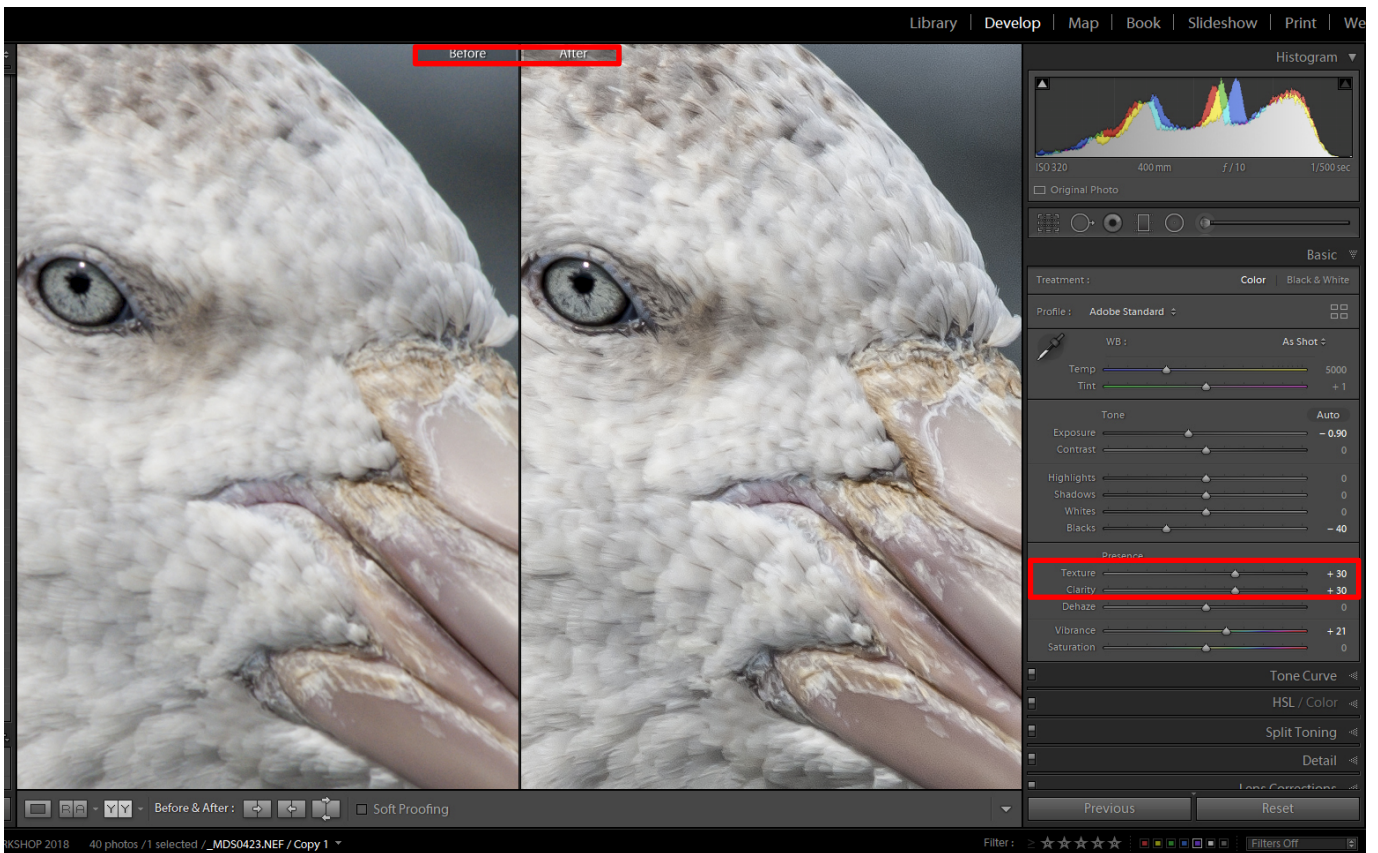 Library | Develop | Map | Book | Slideshow | Print | We
Before After
Histogram
ISO 320 400 mm ƒ / 10 1/500 sec
Original Photo
Basic
Treatment : Color | Black & White
Profile : Adobe Standard
WB : As Shot
Temp 5000
Tint + 1
Tone Auto
Exposure – 0.90
Contrast 0
Highlights 0
Shadows 0
Whites 0
Blacks – 40
Presence
Texture + 30
Clarity + 30
Dehaze 0
Vibrance + 21
Saturation 0
Tone Curve
HSL / Color
Split Toning
Detail
Lens Corrections
R A Y Y Before & After : Soft Proofing
Previous Reset
RKSHOP 2018 40 photos / 1 selected / _MDS0423.NEF / Copy 1 Filter : ≥ Filters Off